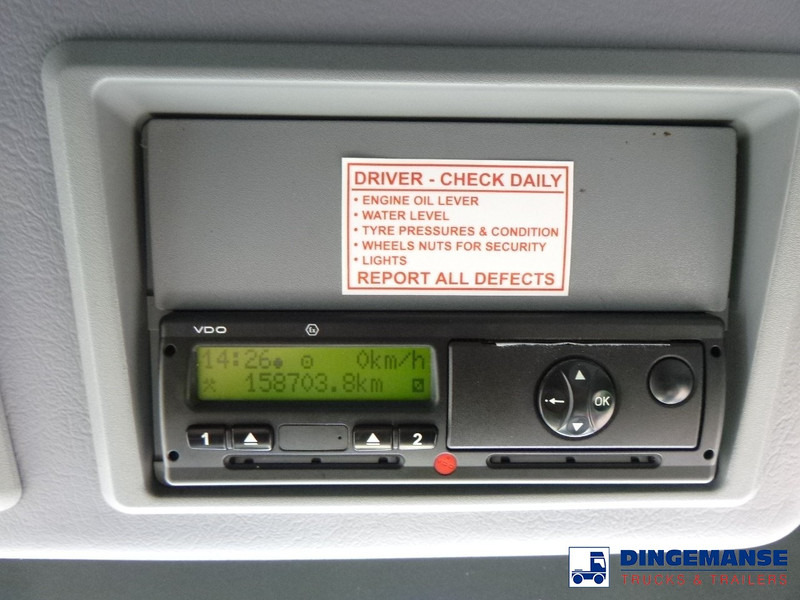 DRIVER - CHECK DAILY
• ENGINE OIL LEVER
• WATER LEVEL
• TYRE PRESSURES & CONDITION
• WHEELS NUTS FOR SECURITY
• LIGHTS
REPORT ALL DEFECTS
VDO Ex
14:26 0km/h
158703.8km
1 2
OK
DINGEMANSE
TRUCKS & TRAILERS